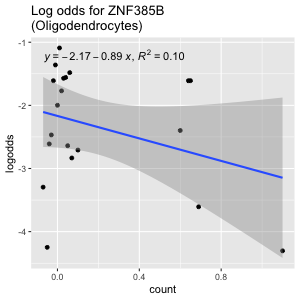 Log odds for ZNF385B
(Oligodendrocytes)
y = −2.17 − 0.89 x, R² = 0.10
-1
-2
-3
-4
logodds
0.0 0.4 0.8
count